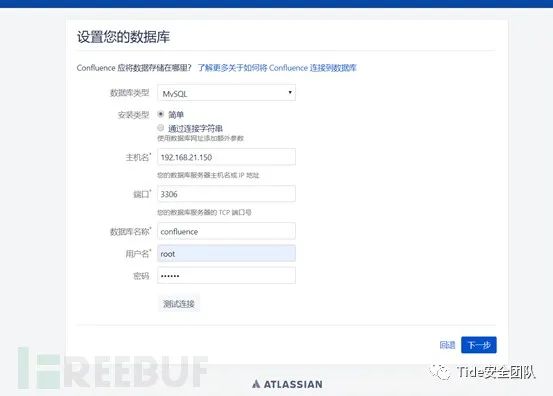 设置您的数据库
Confluence 应将数据存储在哪里? 了解更多关于如何将 Confluence 连接到数据库
数据库类型 MySQL
安装类型 简单
通过连接字符串
使用数据库网址添加额外参数
主机名* 192.168.21.150
您的数据库服务器主机名或 IP 地址
端口* 3306
您的数据库服务器的 TCP 端口号
数据库名称* confluence
用户名* root
密码 ••••••
测试连接
回退 下一步
FREEBUF
ATLASSIAN
Tide安全团队